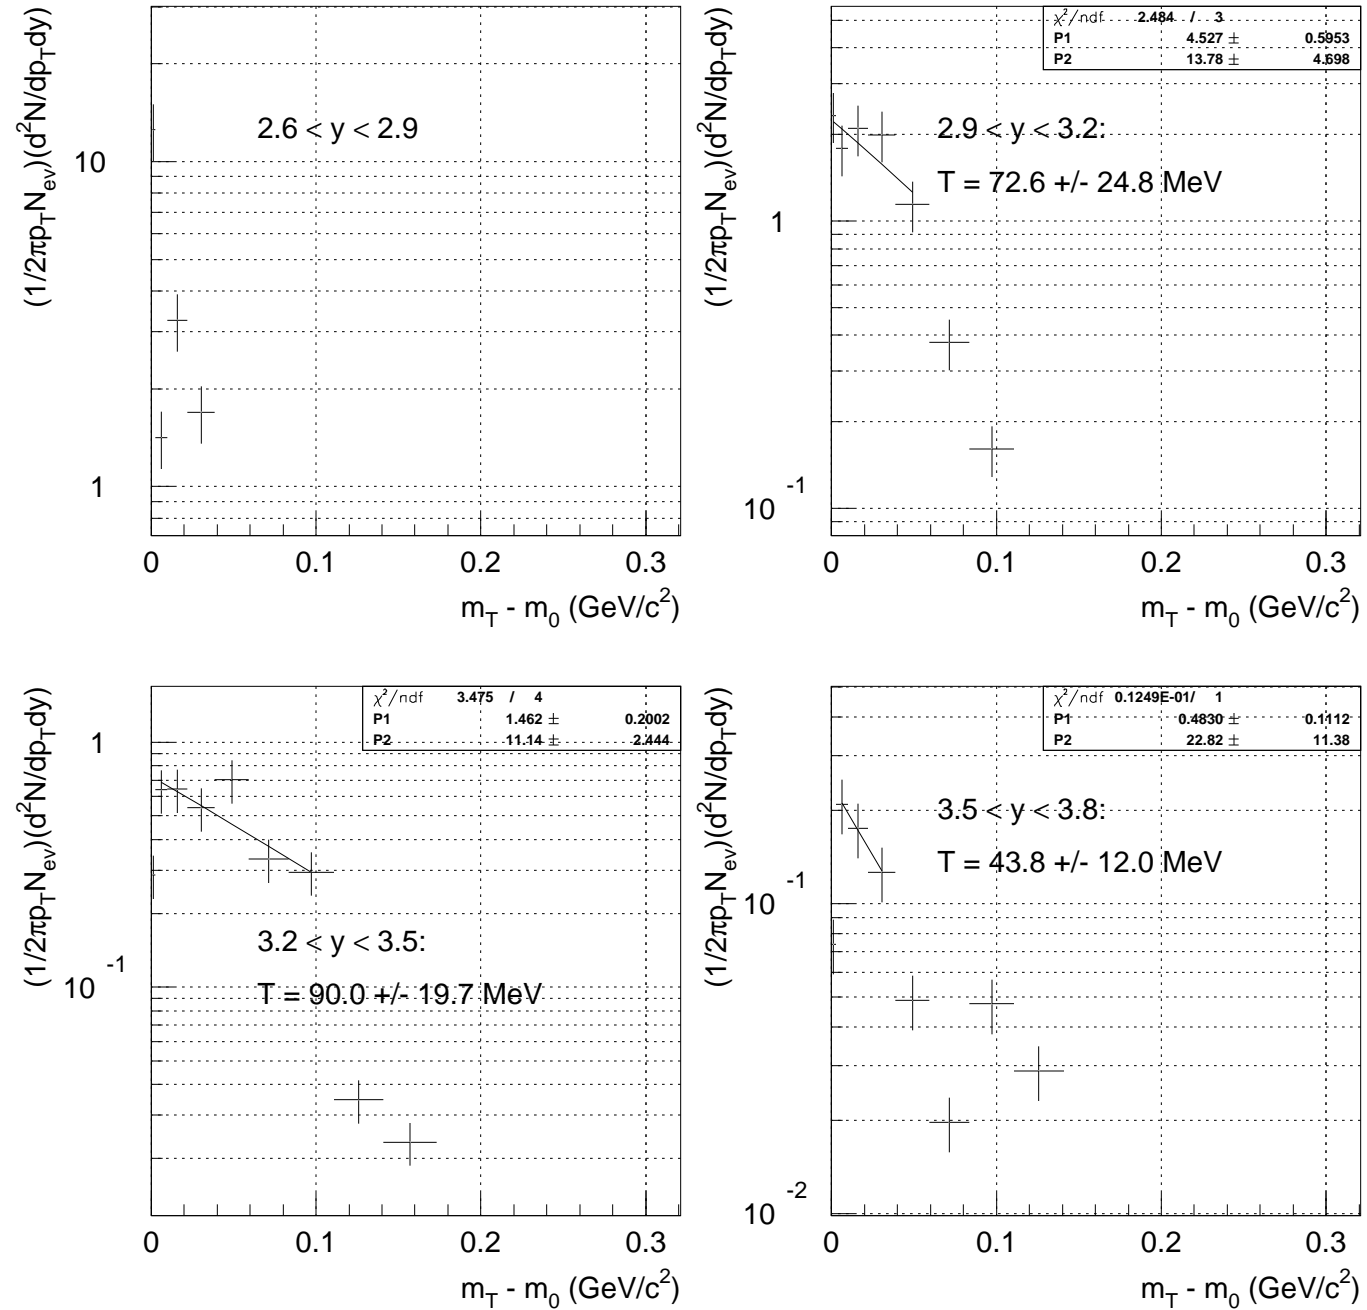 (1/2πp_T N_ev)(d²N/dp_T dy)
2.6 < y < 2.9
10
1
0 0.1 0.2 0.3
m_T - m_0 (GeV/c²)
(1/2πp_T N_ev)(d²N/dp_T dy)
χ²/ndf 2.484 / 3
P1 4.527 ± 0.5953
P2 13.78 ± 4.698
2.9 < y < 3.2:
T = 72.6 +/- 24.8 MeV
1
10⁻¹
0 0.1 0.2 0.3
m_T - m_0 (GeV/c²)
(1/2πp_T N_ev)(d²N/dp_T dy)
χ²/ndf 3.475 / 4
P1 1.462 ± 0.2002
P2 11.14 ± 2.444
1
3.2 < y < 3.5:
10⁻¹
T = 90.0 +/- 19.7 MeV
0 0.1 0.2 0.3
m_T - m_0 (GeV/c²)
(1/2πp_T N_ev)(d²N/dp_T dy)
χ²/ndf 0.1249E-01/ 1
P1 0.4830 ± 0.1112
P2 22.82 ± 11.38
3.5 < y < 3.8:
T = 43.8 +/- 12.0 MeV
10⁻¹
10⁻²
0 0.1 0.2 0.3
m_T - m_0 (GeV/c²)